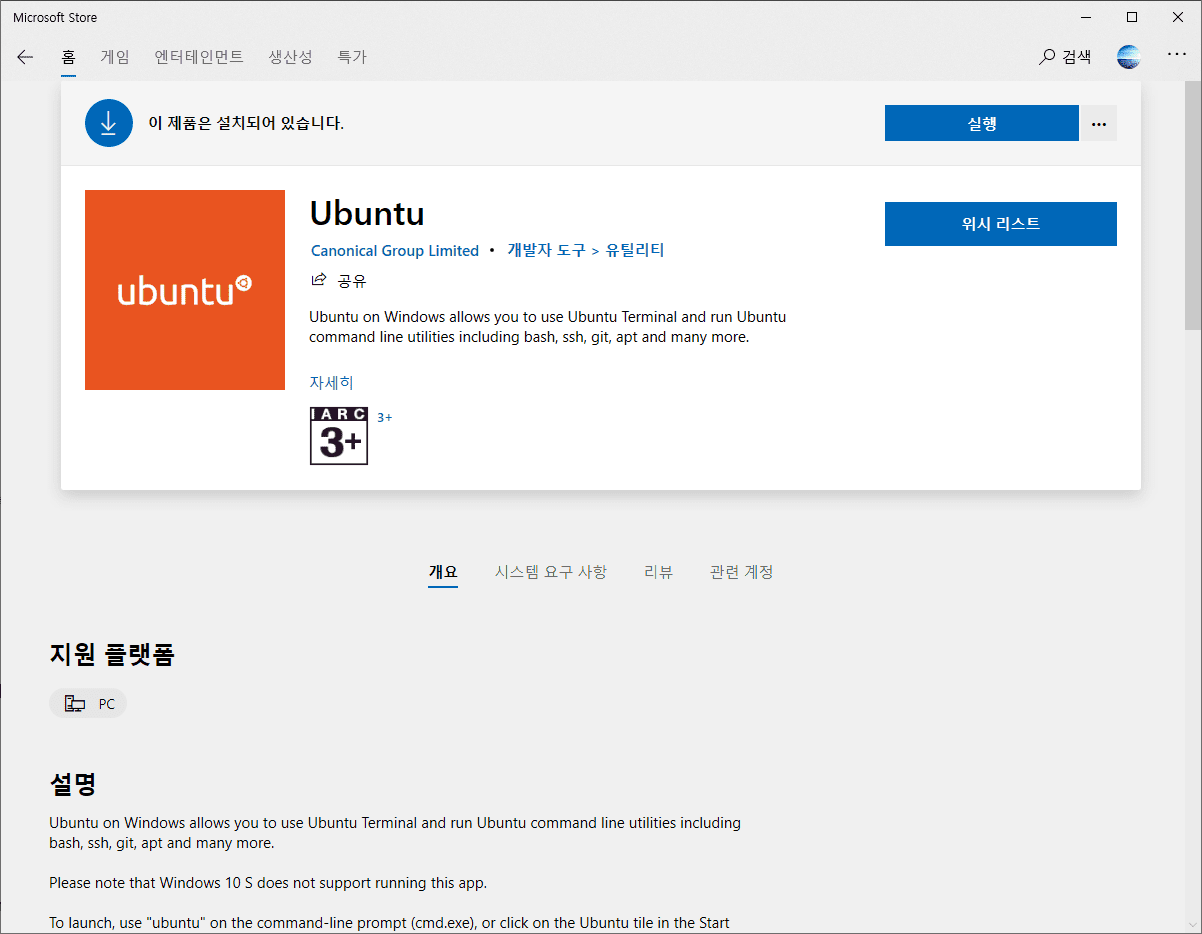 Microsoft Store
홈 게임 엔터테인먼트 생산성 특가 검색
이 제품은 설치되어 있습니다.
실행
ubuntu
Ubuntu
위시 리스트
Canonical Group Limited • 개발자 도구 > 유틸리티
공유
Ubuntu on Windows allows you to use Ubuntu Terminal and run Ubuntu
command line utilities including bash, ssh, git, apt and many more.
자세히
IARC
3+
3+
개요 시스템 요구 사항 리뷰 관련 계정
지원 플랫폼
PC
설명
Ubuntu on Windows allows you to use Ubuntu Terminal and run Ubuntu command line utilities including
bash, ssh, git, apt and many more.
Please note that Windows 10 S does not support running this app.
To launch, use "ubuntu" on the command-line prompt (cmd.exe), or click on the Ubuntu tile in the Start